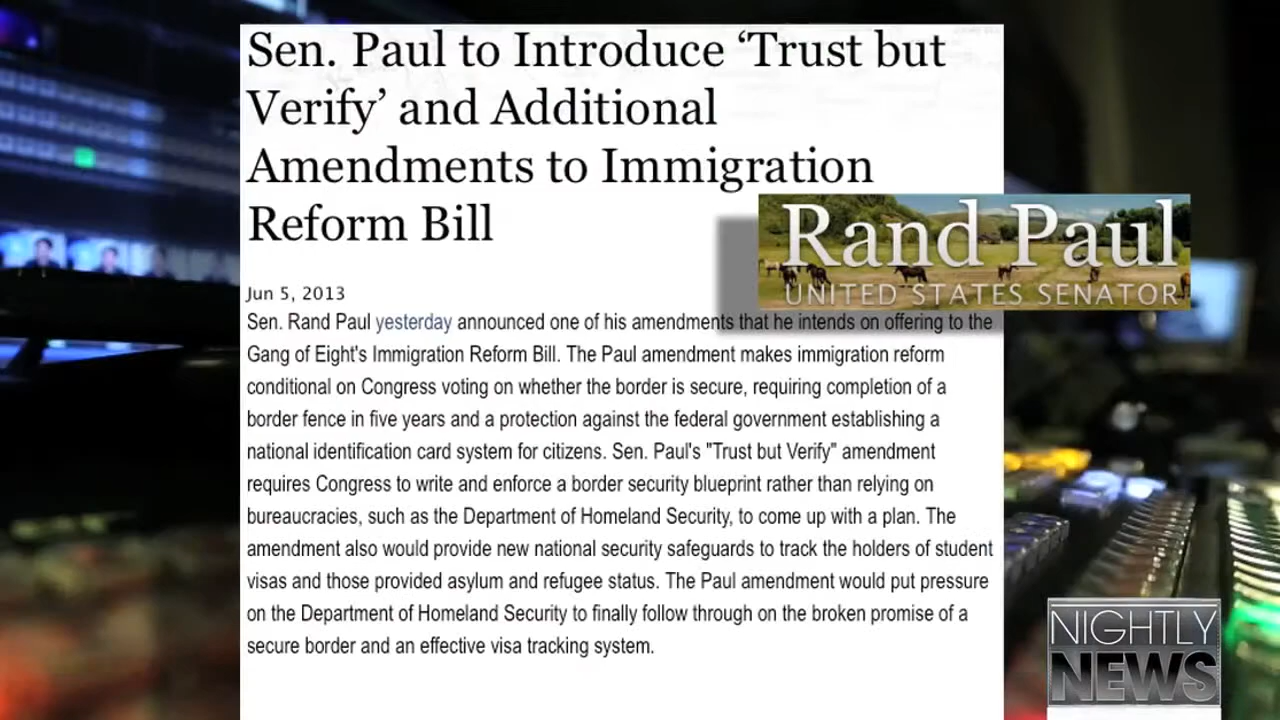 Sen. Paul to Introduce ‘Trust but
Verify’ and Additional
Amendments to Immigration
Reform Bill
Rand Paul
UNITED STATES SENATOR
Jun 5, 2013
Sen. Rand Paul yesterday announced one of his amendments that he intends on offering to the
Gang of Eight's Immigration Reform Bill. The Paul amendment makes immigration reform
conditional on Congress voting on whether the border is secure, requiring completion of a
border fence in five years and a protection against the federal government establishing a
national identification card system for citizens. Sen. Paul's "Trust but Verify" amendment
requires Congress to write and enforce a border security blueprint rather than relying on
bureaucracies, such as the Department of Homeland Security, to come up with a plan. The
amendment also would provide new national security safeguards to track the holders of student
visas and those provided asylum and refugee status. The Paul amendment would put pressure
on the Department of Homeland Security to finally follow through on the broken promise of a
secure border and an effective visa tracking system.
NIGHTLY
NEWS